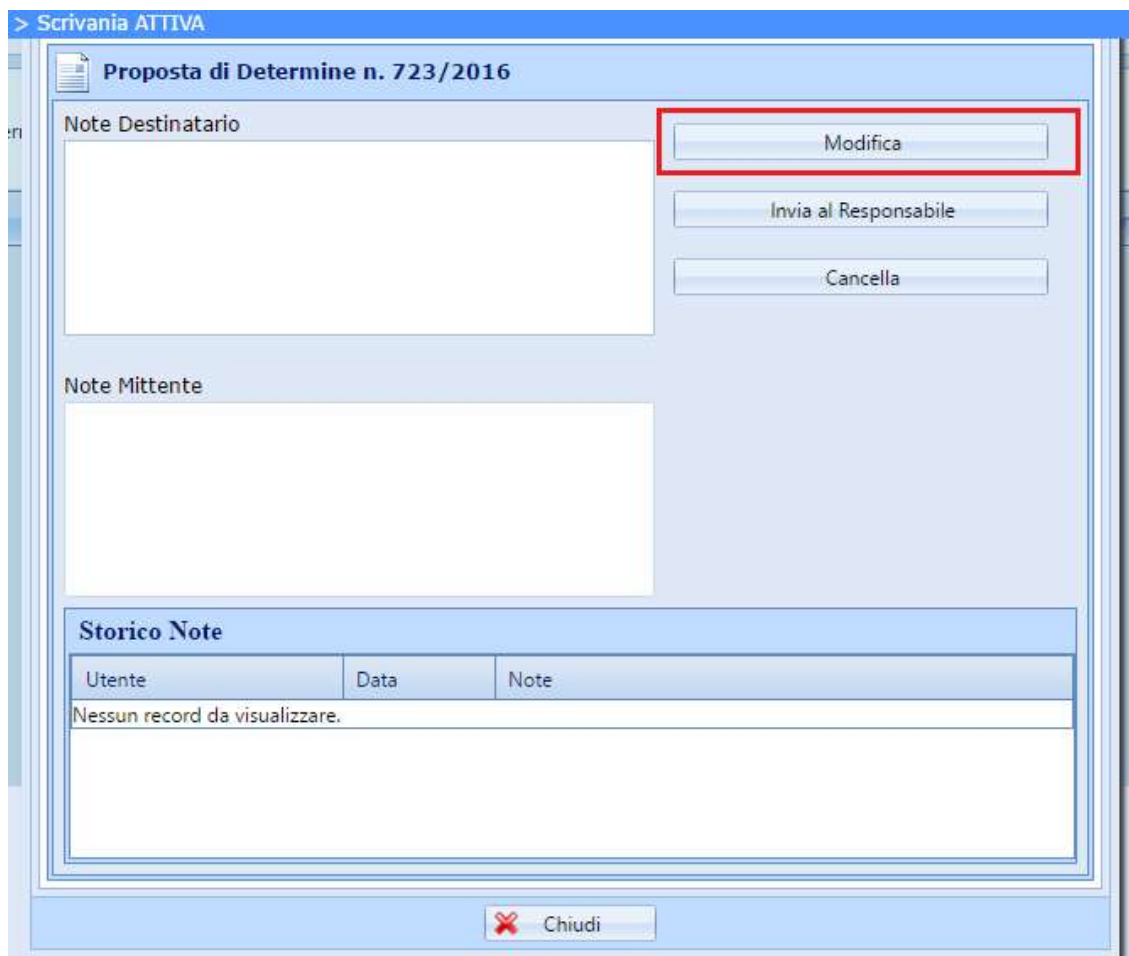 > Scrivania ATTIVA
Proposta di Determine n. 723/2016
Note Destinatario
Modifica
Invia al Responsabile
Cancella
Note Mittente
Storico Note
Utente Data Note
Nessun record da visualizzare.
Chiudi